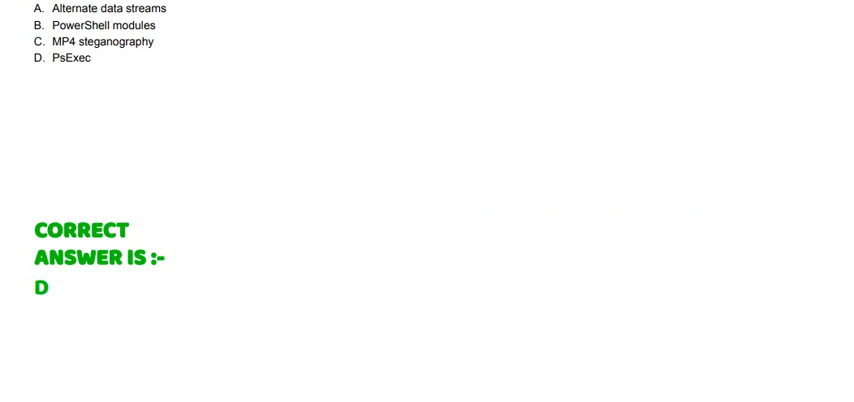 A. Alternate data streams
B. PowerShell modules
C. MP4 steganography
D. PsExec
CORRECT
ANSWER IS :-
D